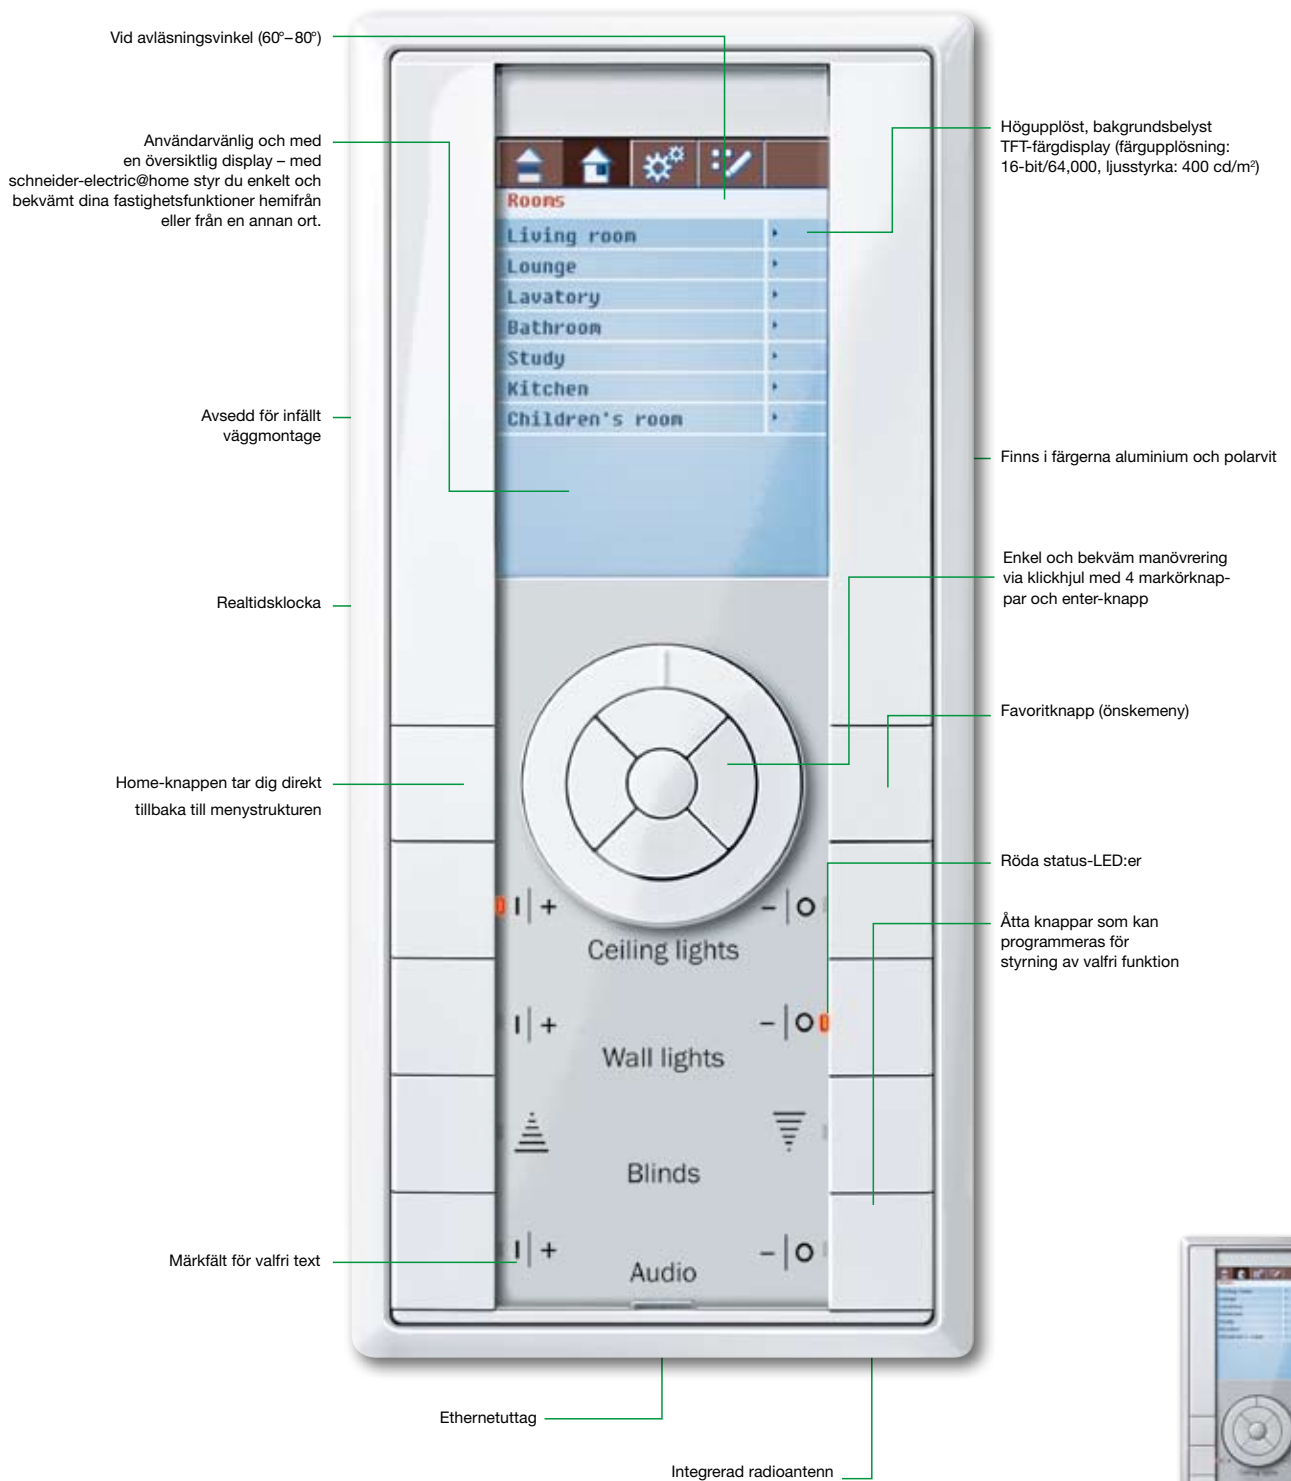 Vid avläsningsvinkel (60°–80°)
Användarvänlig och med
en översiktlig display – med
schneider-electric@home styr du enkelt och
bekvämt dina fastighetsfunktioner hemifrån
eller från en annan ort.
Avsedd för infällt
väggmontage
Realtidsklocka
Home-knappen tar dig direkt
tillbaka till menystrukturen
Märkfält för valfri text
Rooms
Living room
Lounge
Lavatory
Bathroom
Study
Kitchen
Children's room
I + – O
Ceiling lights
I + – O
Wall lights
Blinds
I + – O
Audio
Högupplöst, bakgrundsbelyst
TFT-färgdisplay (färgupplösning:
16-bit/64,000, ljusstyrka: 400 cd/m²)
Finns i färgerna aluminium och polarvit
Enkel och bekväm manövrering
via klickhjul med 4 markörknap-
par och enter-knapp
Favoritknapp (önskemeny)
Röda status-LED:er
Åtta knappar som kan
programmeras för
styrning av valfri funktion
Ethernetuttag
Integrerad radioantenn